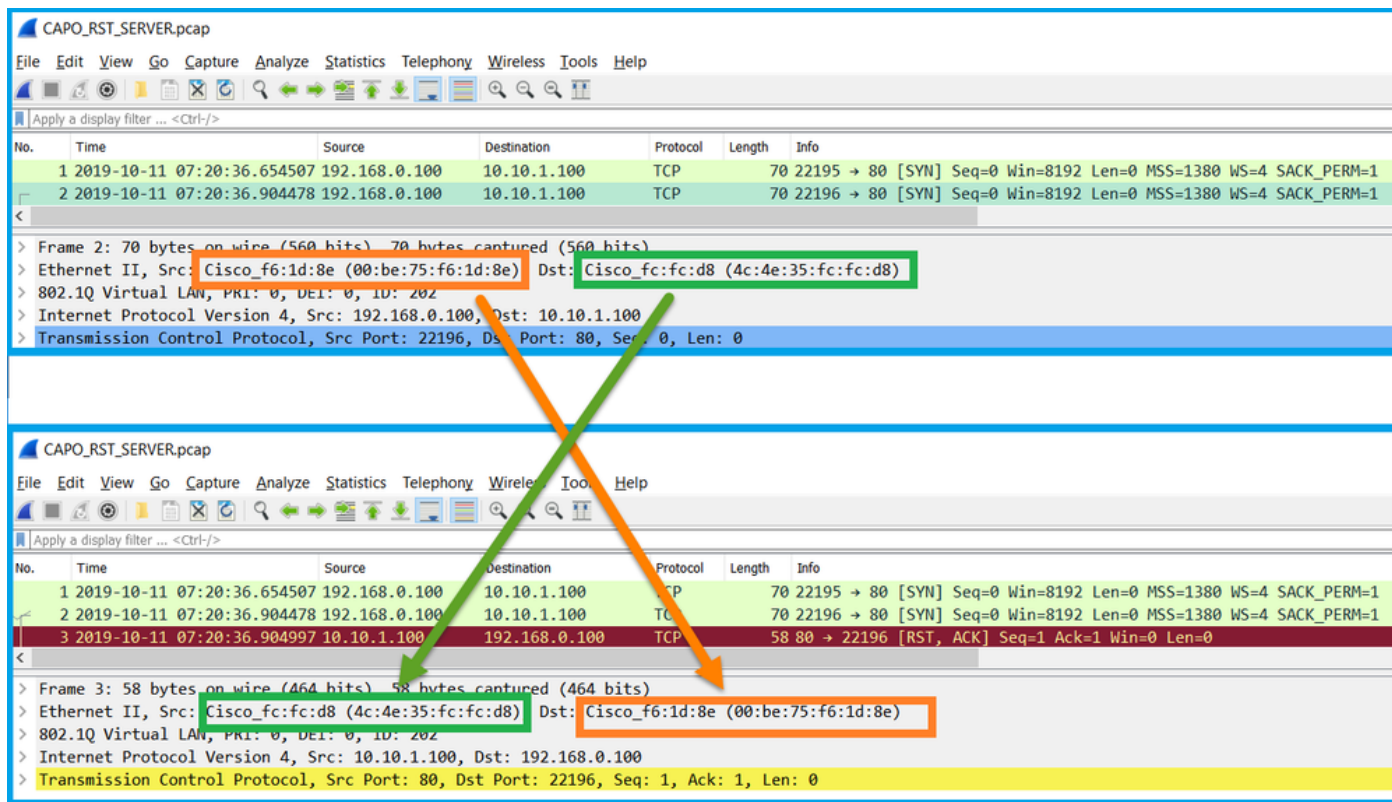 CAPO_RST_SERVER.pcap
File Edit View Go Capture Analyze Statistics Telephony Wireless Tools Help
Apply a display filter ... <Ctrl-/>
No. Time Source Destination Protocol Length Info
1 2019-10-11 07:20:36.654507 192.168.0.100 10.10.1.100 TCP 70 22195 → 80 [SYN] Seq=0 Win=8192 Len=0 MSS=1380 WS=4 SACK_PERM=1
2 2019-10-11 07:20:36.904478 192.168.0.100 10.10.1.100 TCP 70 22196 → 80 [SYN] Seq=0 Win=8192 Len=0 MSS=1380 WS=4 SACK_PERM=1
> Frame 2: 70 bytes on wire (560 bits), 70 bytes captured (560 bits)
> Ethernet II, Src: Cisco_f6:1d:8e (00:be:75:f6:1d:8e) Dst: Cisco_fc:fc:d8 (4c:4e:35:fc:fc:d8)
> 802.1Q Virtual LAN, PRI: 0, DEI: 0, ID: 202
> Internet Protocol Version 4, Src: 192.168.0.100, Dst: 10.10.1.100
> Transmission Control Protocol, Src Port: 22196, Dst Port: 80, Seq: 0, Len: 0
CAPO_RST_SERVER.pcap
File Edit View Go Capture Analyze Statistics Telephony Wireless Tools Help
Apply a display filter ... <Ctrl-/>
No. Time Source Destination Protocol Length Info
1 2019-10-11 07:20:36.654507 192.168.0.100 10.10.1.100 TCP 70 22195 → 80 [SYN] Seq=0 Win=8192 Len=0 MSS=1380 WS=4 SACK_PERM=1
2 2019-10-11 07:20:36.904478 192.168.0.100 10.10.1.100 TCP 70 22196 → 80 [SYN] Seq=0 Win=8192 Len=0 MSS=1380 WS=4 SACK_PERM=1
3 2019-10-11 07:20:36.904997 10.10.1.100 192.168.0.100 TCP 58 80 → 22196 [RST, ACK] Seq=1 Ack=1 Win=0 Len=0
> Frame 3: 58 bytes on wire (464 bits), 58 bytes captured (464 bits)
> Ethernet II, Src: Cisco_fc:fc:d8 (4c:4e:35:fc:fc:d8) Dst: Cisco_f6:1d:8e (00:be:75:f6:1d:8e)
> 802.1Q Virtual LAN, PRI: 0, DEI: 0, ID: 202
> Internet Protocol Version 4, Src: 10.10.1.100, Dst: 192.168.0.100
> Transmission Control Protocol, Src Port: 80, Dst Port: 22196, Seq: 1, Ack: 1, Len: 0